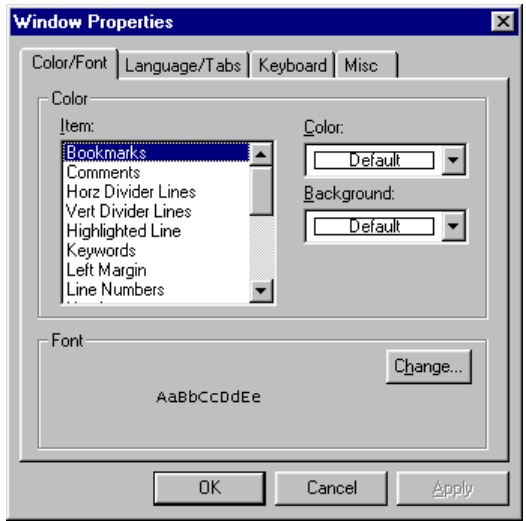 Window Properties
Color/Font
Language/Tabs
Keyboard
Misc
Color
Item:
Bookmarks
Comments
Horz Divider Lines
Vert Divider Lines
Highlighted Line
Keywords
Left Margin
Line Numbers
Color:
Default
Background:
Default
Font
Change...
AaBbCcDdEe
OK
Cancel
Apply